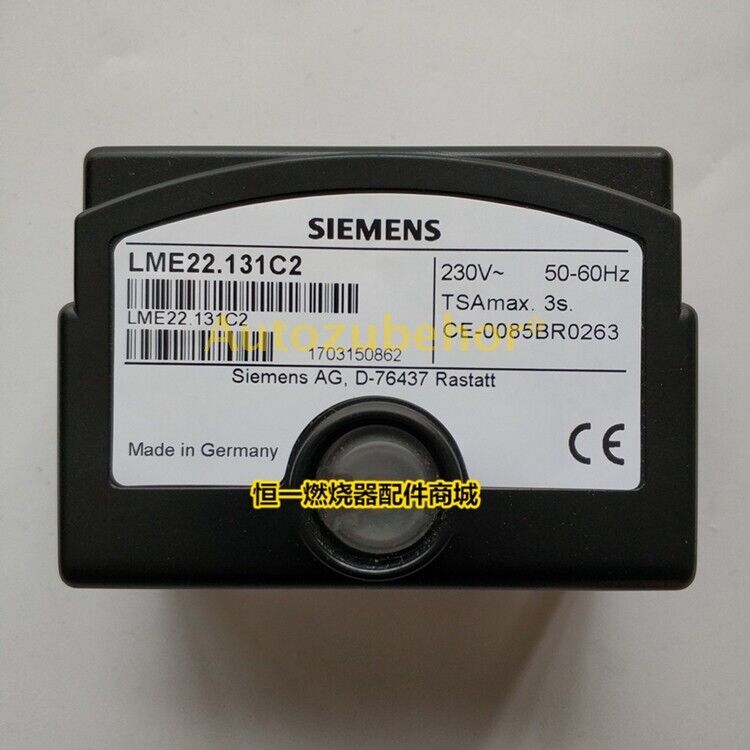 SIEMENS
LME22.131C2
230V~ 50-60Hz
TSAmax. 3s.
LME22.131C2
CE-0085BR0263
Autozubehor
1703150862
Siemens AG, D-76437 Rastatt
Made in Germany
CE
恒一燃烧器配件商城